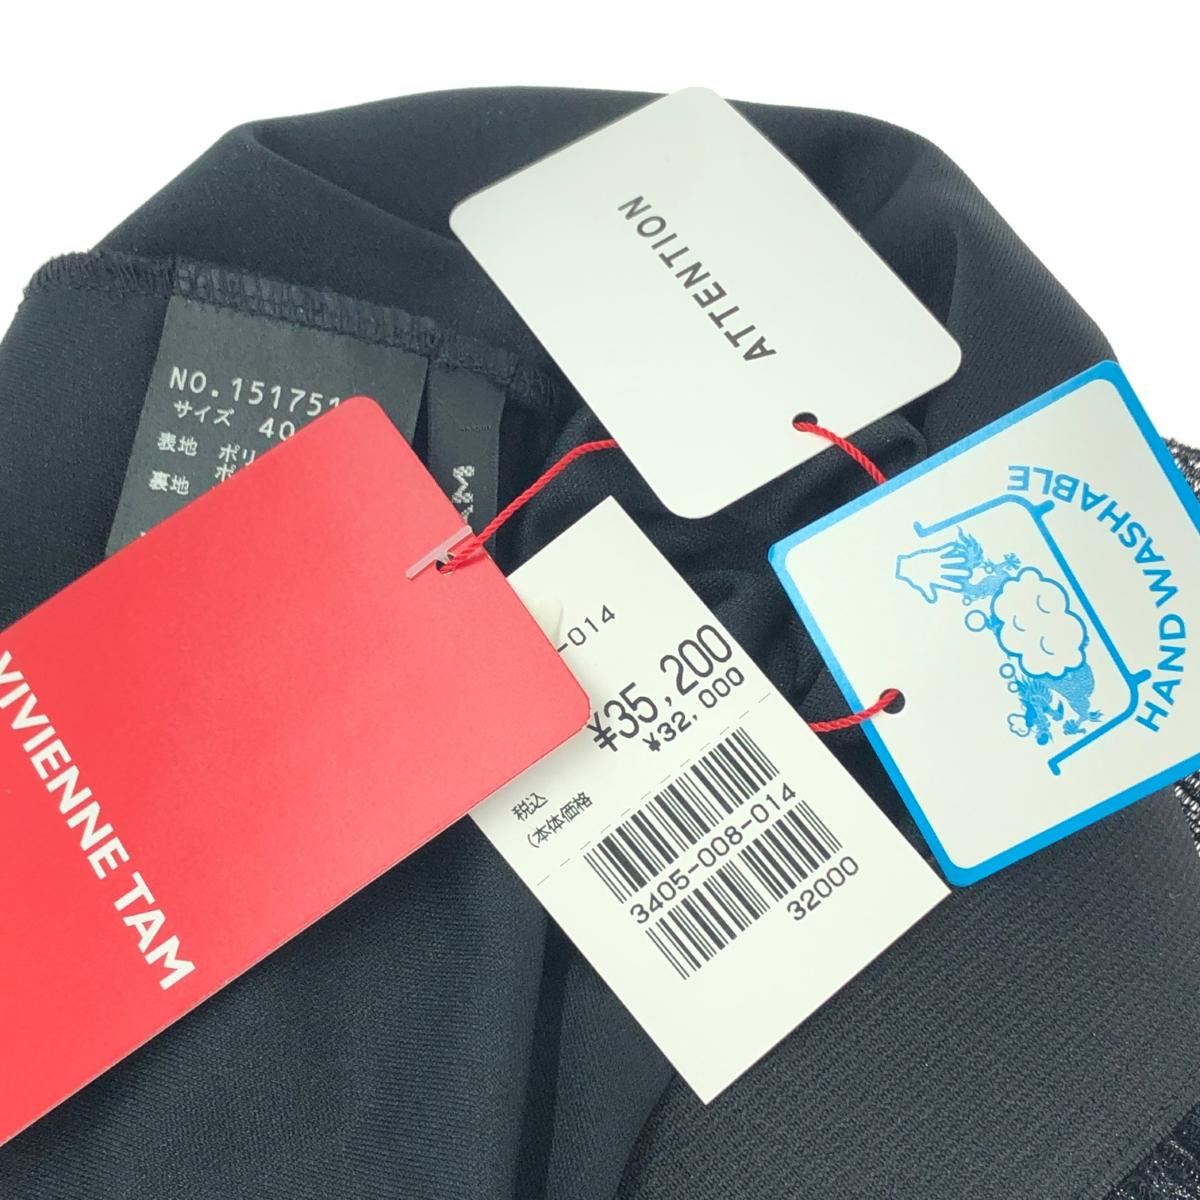 ATTENTION
NO.151751
サイズ 40
表地 ポリ
ポ
裏地
VIVIENNE TAM
-014
¥35,200
¥32,000
税込
(本体価格
3405-008-014
32000
HAND WASHABLE